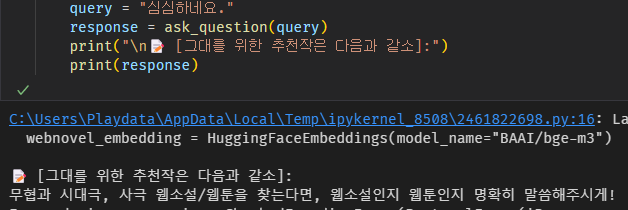 query = "심심하네요."
response = ask_question(query)
print("\n📝 [그대를 위한 추천작은 다음과 같소]:")
print(response)
C:\Users\Playdata\AppData\Local\Temp\ipykernel_8508\2461822698.py:16: La
webnovel_embedding = HuggingFaceEmbeddings(model_name="BAAI/bge-m3")
📝 [그대를 위한 추천작은 다음과 같소]:
무협과 시대극, 사극 웹소설/웹툰을 찾는다면, 웹소설인지 웹툰인지 명확히 말씀해주시게!